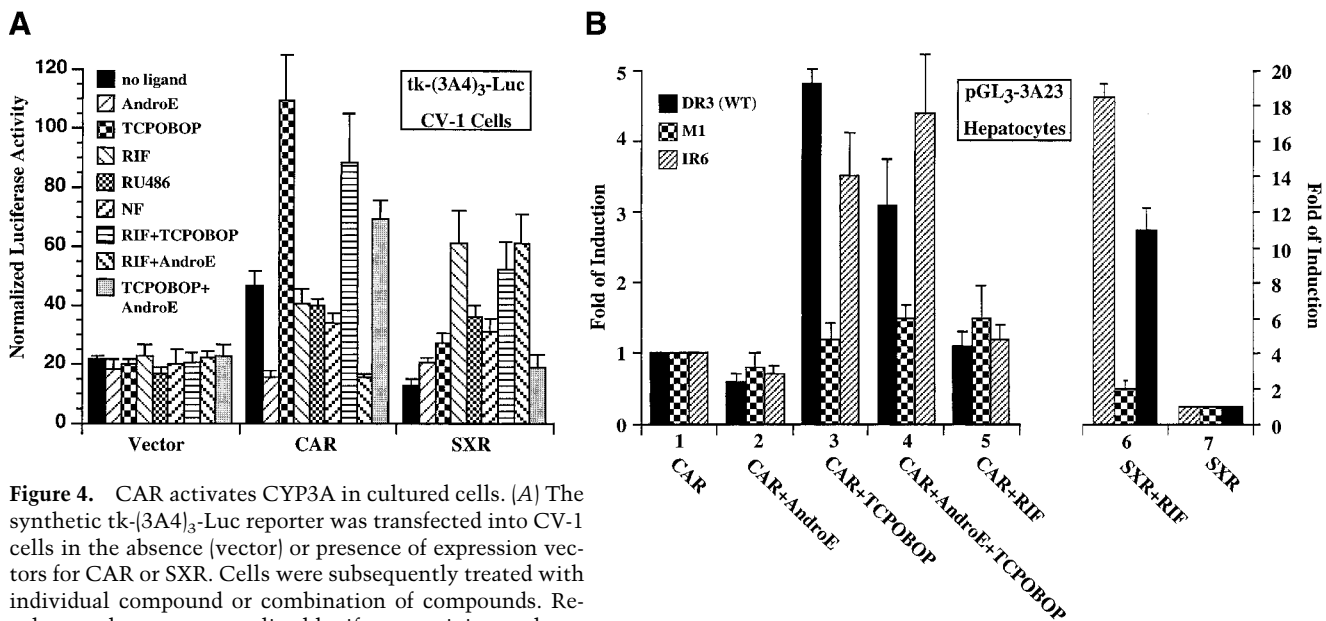 A
Normalized Luciferase Activity
120
100
80
60
40
20
0
no ligand
AndroE
TCPOBOP
RIF
RU486
NF
RIF+TCPOBOP
RIF+AndroE
TCPOBOP+
AndroE
tk-(3A4)3-Luc
CV-1 Cells
Vector
CAR
SXR
B
Fold of Induction
5
4
3
2
1
0
DR3 (WT)
M1
IR6
pGL3-3A23
Hepatocytes
20
18
16
14
12
10
8
6
4
2
0
Fold of Induction
1
2
3
4
5
6
7
CAR
CAR+AndroE
CAR+TCPOBOP
CAR+AndroE+TCPOBOP
CAR+RIF
SXR+RIF
SXR
Figure 4. CAR activates CYP3A in cultured cells. (A) The
synthetic tk-(3A4)3-Luc reporter was transfected into CV-1
cells in the absence (vector) or presence of expression vec-
tors for CAR or SXR. Cells were subsequently treated with
individual compound or combination of compounds. Re-